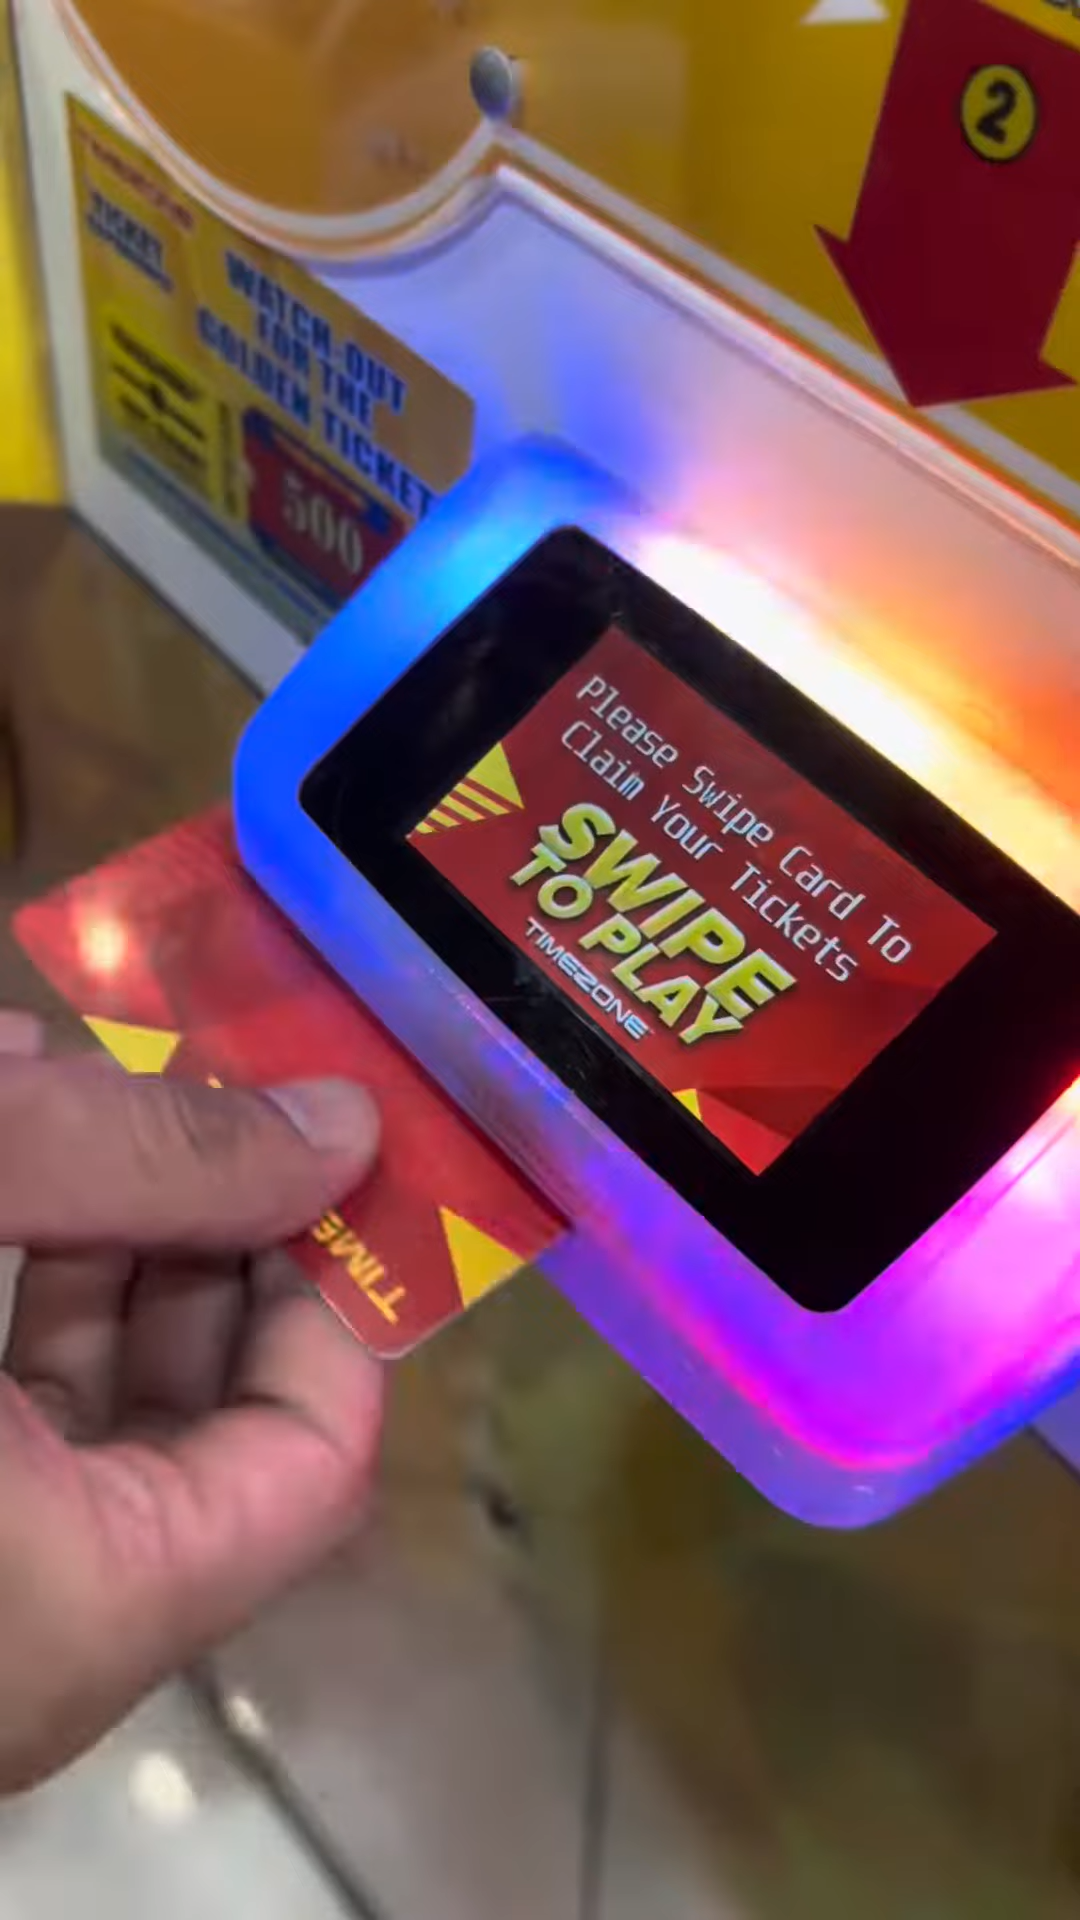 2
TICKET
WATCH-OUT
FOR THE
GOLDEN TICKET
500
Please Swipe Card To
Claim Your Tickets
SWIPE
TO PLAY
TIMEZONE
TIME